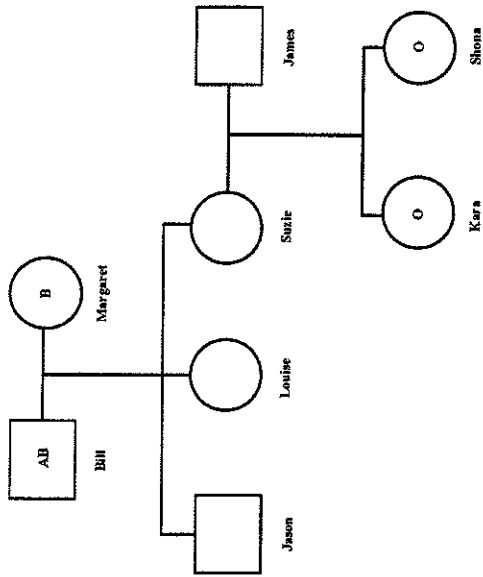 AB
B
Bill
Margaret
Jason
Louise
Suzie
James
O
O
Kara
Shona